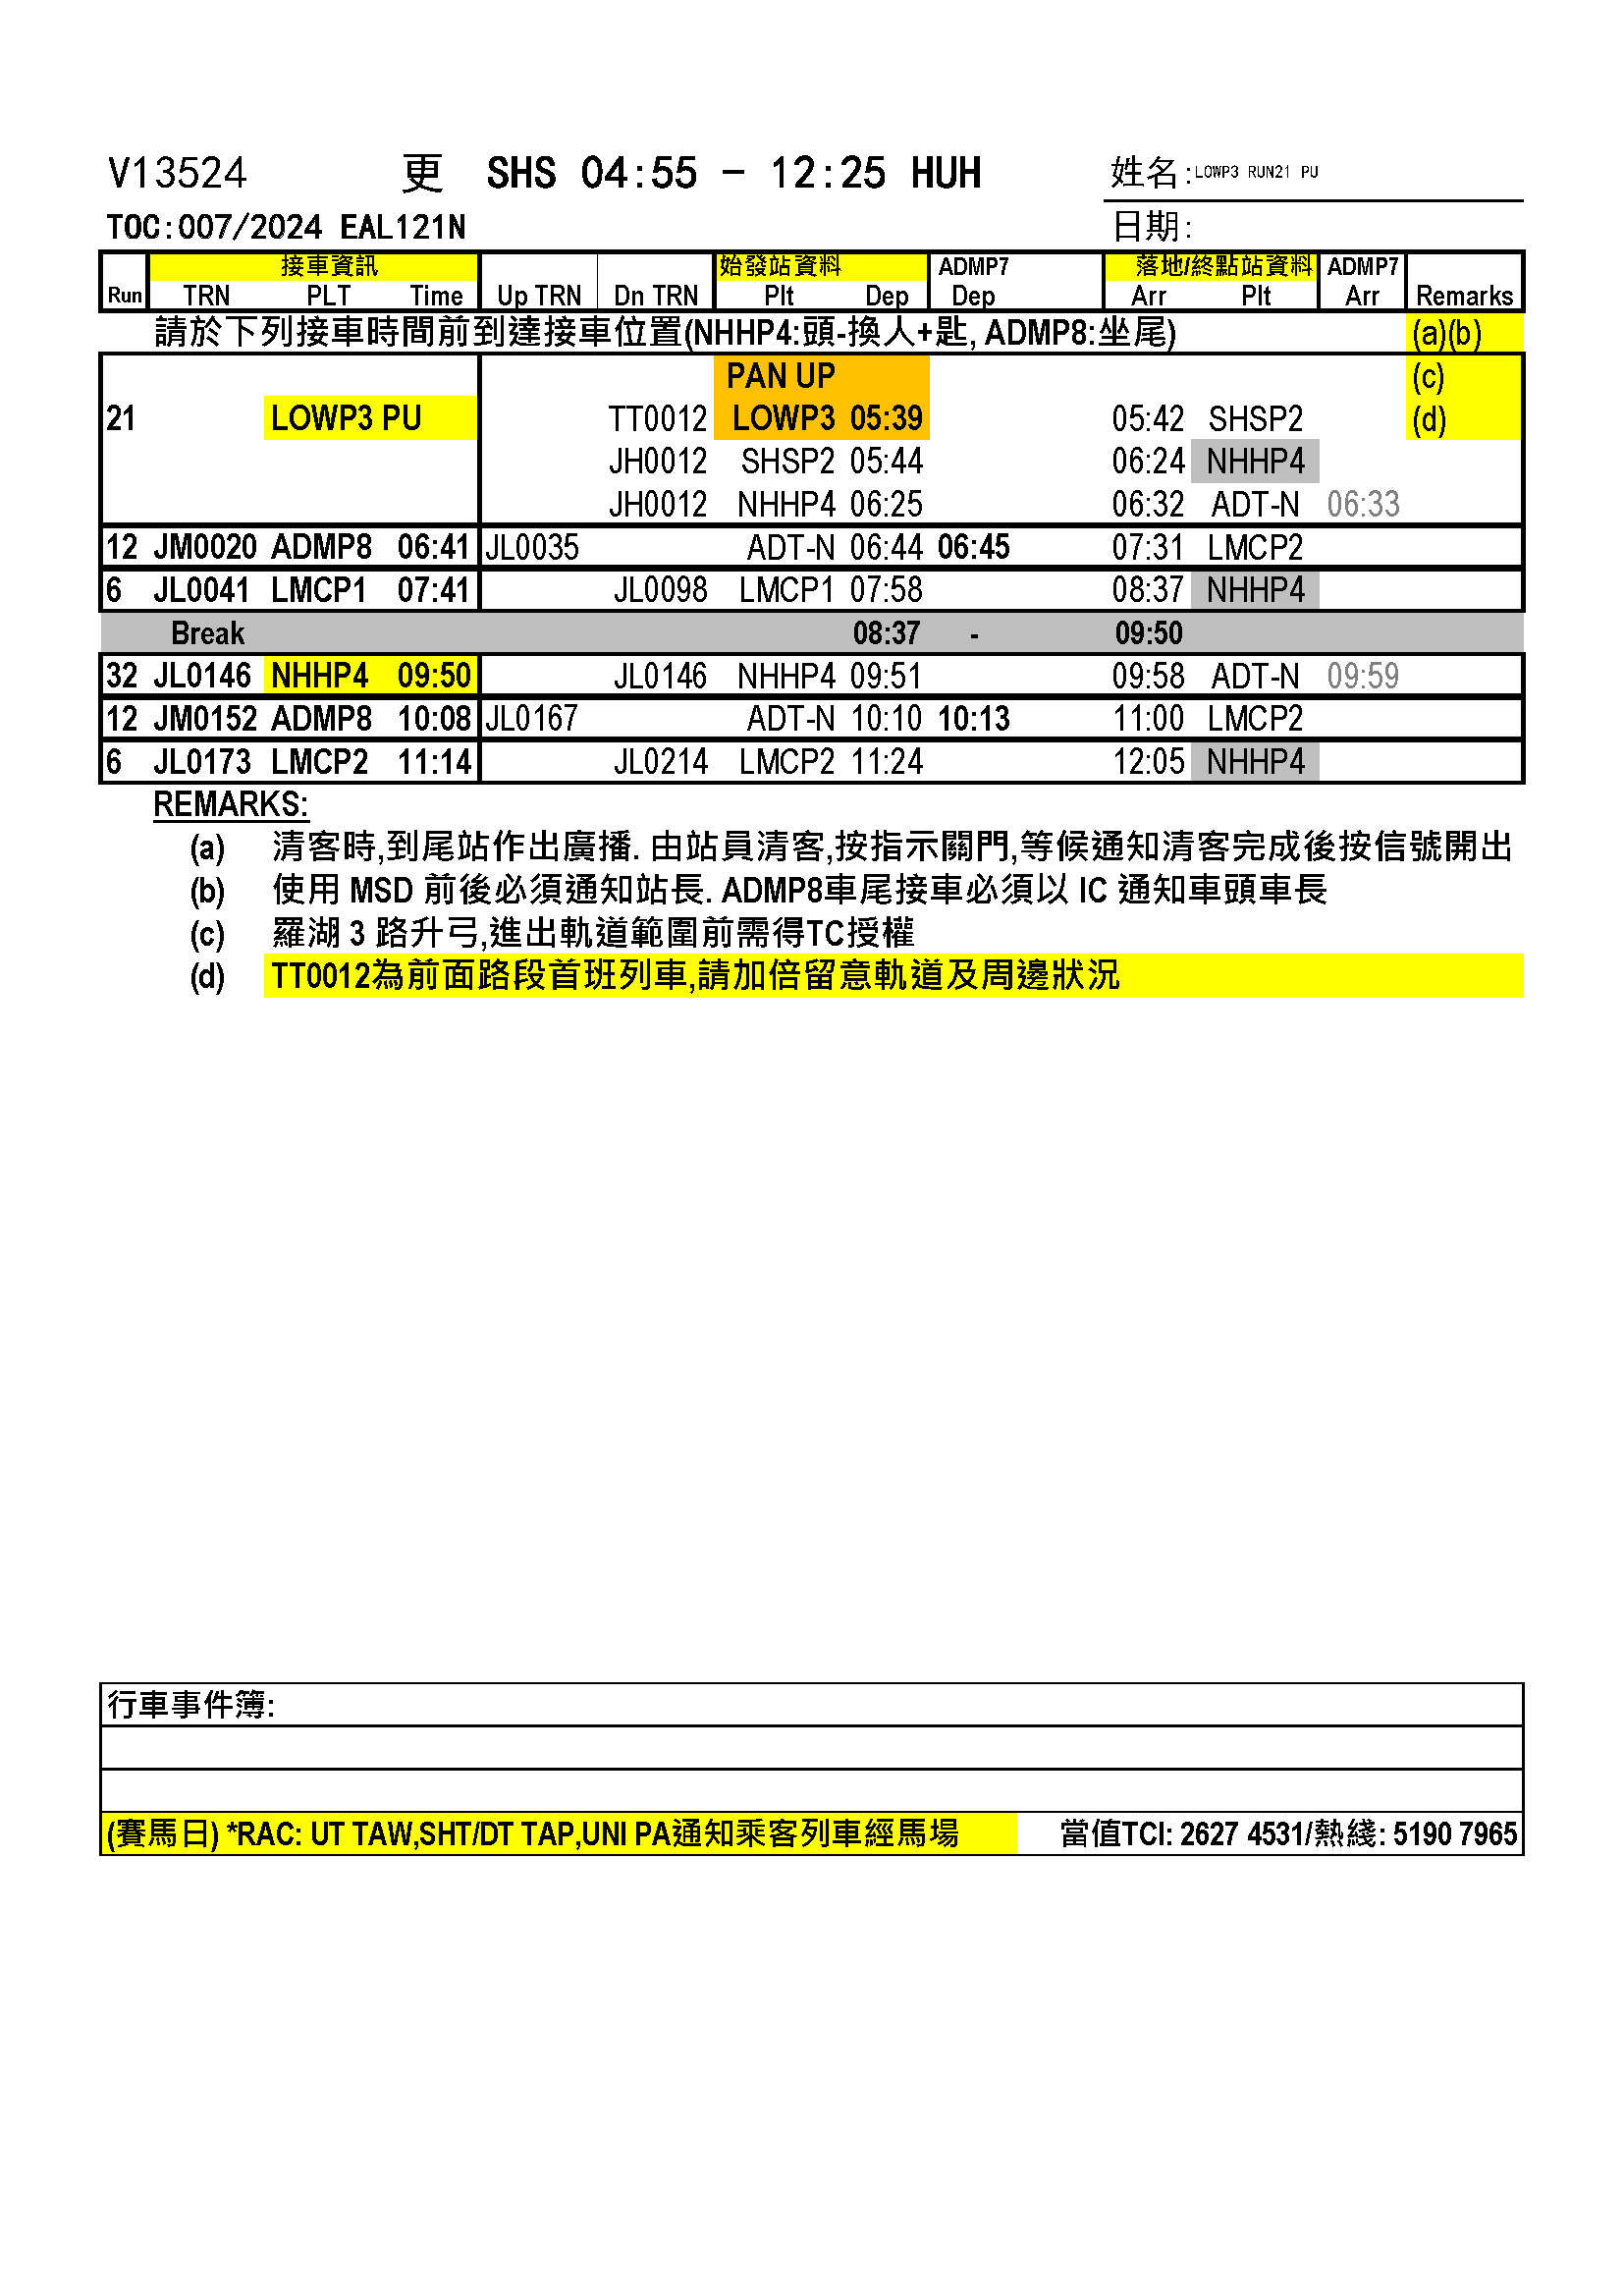 V13524 更 SHS 04:55 - 12:25 HUH 姓名:LOWP3 RUN21 PU
TOC:007/2024 EAL121N 日期:
接車資訊 始發站資料 ADMP7 落地/終點站資料 ADMP7
Run TRN PLT Time Up TRN Dn TRN Plt Dep Dep Arr Plt Arr Remarks
請於下列接車時間前到達接車位置(NHHP4:頭-換人+匙, ADMP8:坐尾) (a)(b)
PAN UP (c)
21 LOWP3 PU TT0012 LOWP3 05:39 05:42 SHSP2 (d)
JH0012 SHSP2 05:44 06:24 NHHP4
JH0012 NHHP4 06:25 06:32 ADT-N 06:33
12 JM0020 ADMP8 06:41 JL0035 ADT-N 06:44 06:45 07:31 LMCP2
6 JL0041 LMCP1 07:41 JL0098 LMCP1 07:58 08:37 NHHP4
Break 08:37 - 09:50
32 JL0146 NHHP4 09:50 JL0146 NHHP4 09:51 09:58 ADT-N 09:59
12 JM0152 ADMP8 10:08 JL0167 ADT-N 10:10 10:13 11:00 LMCP2
6 JL0173 LMCP2 11:14 JL0214 LMCP2 11:24 12:05 NHHP4
REMARKS:
(a) 清客時,到尾站作出廣播. 由站員清客,按指示關門,等候通知清客完成後按信號開出
(b) 使用 MSD 前後必須通知站長. ADMP8車尾接車必須以 IC 通知車頭車長
(c) 羅湖 3 路升弓,進出軌道範圍前需得TC授權
(d) TT0012為前面路段首班列車,請加倍留意軌道及周邊狀況
行車事件簿:
(賽馬日) *RAC: UT TAW,SHT/DT TAP,UNI PA通知乘客列車經馬場 當值TCI: 2627 4531/熱綫: 5190 7965